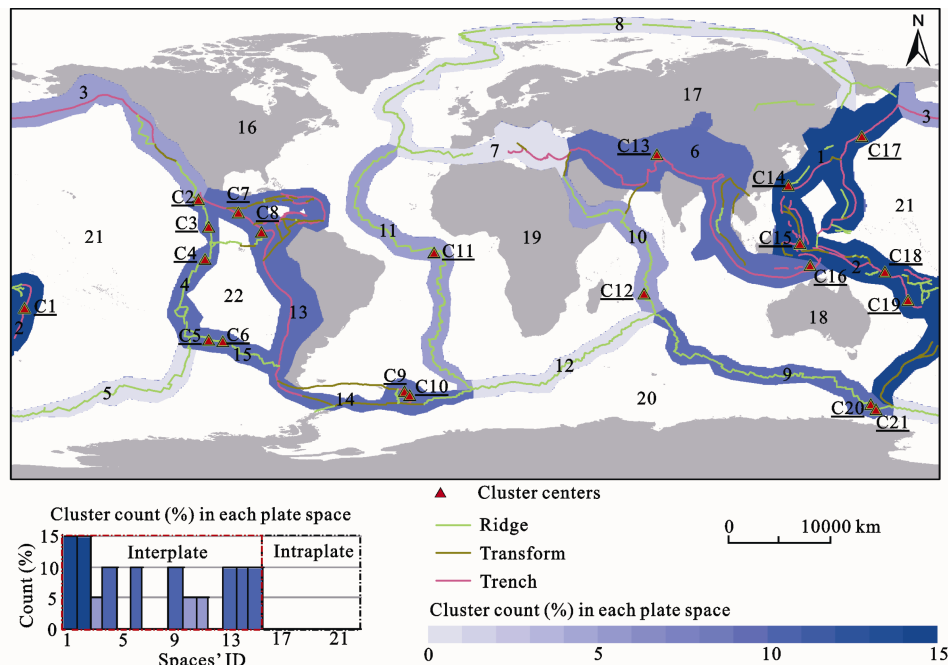 8
N
3
17
3
16
7
C13
6
1
C17
C14
C2
C7
C8
21
C3
11
19
10
21
C4
C11
C15
2
C18
C16
4
22
C12
C1
13
C19
2
18
C5
C6
15
12
9
5
C9
C10
14
20
C20
C21
Cluster centers
Cluster count (%) in each plate space
Ridge
0 10000 km
Transform
Trench
15
10
5
0
Count (%)
Interplate
Intraplate
1 5 9 13 17 21
Spaces' ID
Cluster count (%) in each plate space
0 5 10 15